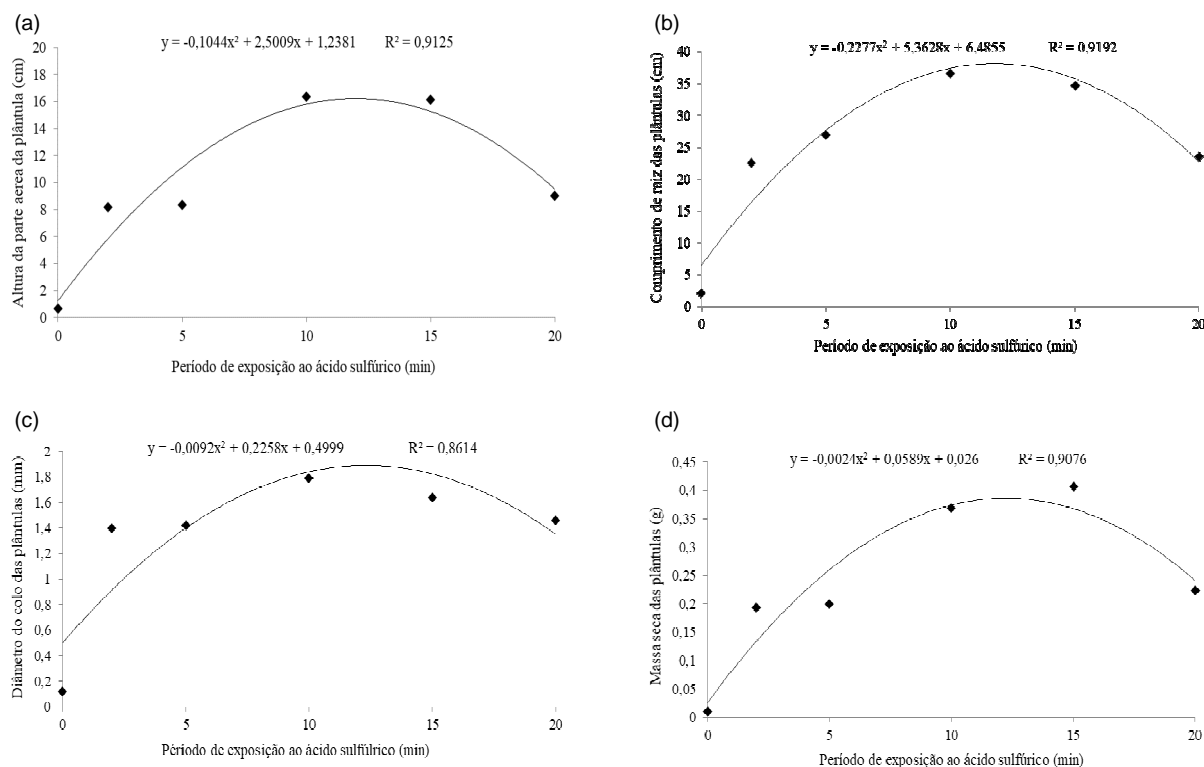 (a)
y = -0,1044x² + 2,5009x + 1,2381 R² = 0,9125
Altura da parte aerea da plântula (cm)
20
18
16
14
12
10
8
6
4
2
0
0 5 10 15 20
Período de exposição ao ácido sulfúrico (min)
(b)
y = -0,2277x² + 5,3628x + 6,4855 R² = 0,9192
Comprimento de raiz das plântulas (cm)
40
35
30
25
20
15
10
5
0
0 5 10 15 20
Período de exposição ao ácido sulfúrico (min)
(c)
y = -0,0092x² + 0,2258x + 0,4999 R² = 0,8614
Diâmetro do colo das plântulas (mm)
2
1,8
1,6
1,4
1,2
1
0,8
0,6
0,4
0,2
0
0 5 10 15 20
Período de exposição ao ácido sulfúlrico (min)
(d)
y = -0,0024x² + 0,0589x + 0,026 R² = 0,9076
Massa seca das plântulas (g)
0,45
0,4
0,35
0,3
0,25
0,2
0,15
0,1
0,05
0
0 5 10 15 20
Período de exposição ao ácido sulfúrico (min)